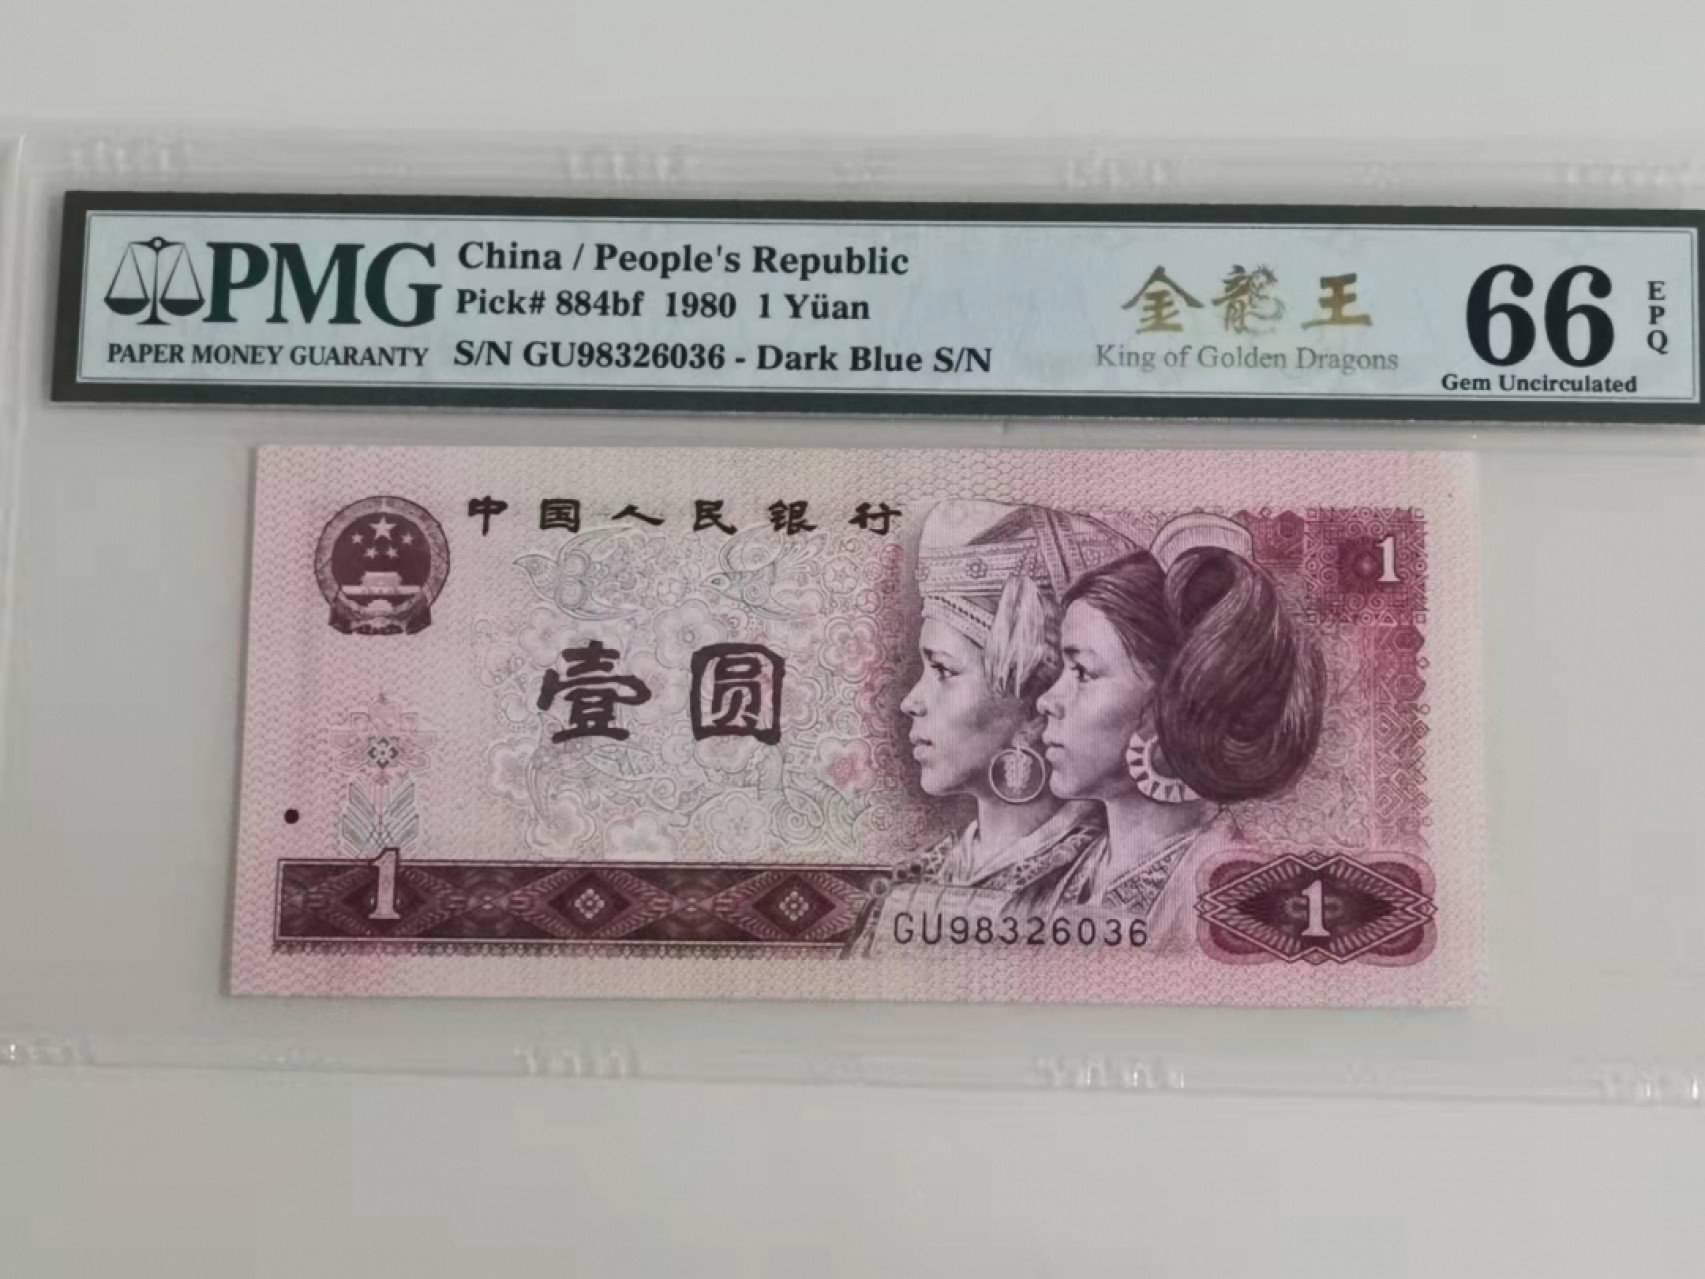 PMG
PAPER MONEY GUARANTY
China / People's Republic
Pick# 884bf 1980 1 Yüan
S/N GU98326036 - Dark Blue S/N
金龍王
King of Golden Dragons
66
EPQ
Gem Uncirculated
中国人民银行
1
壹圆
1
GU98326036
1